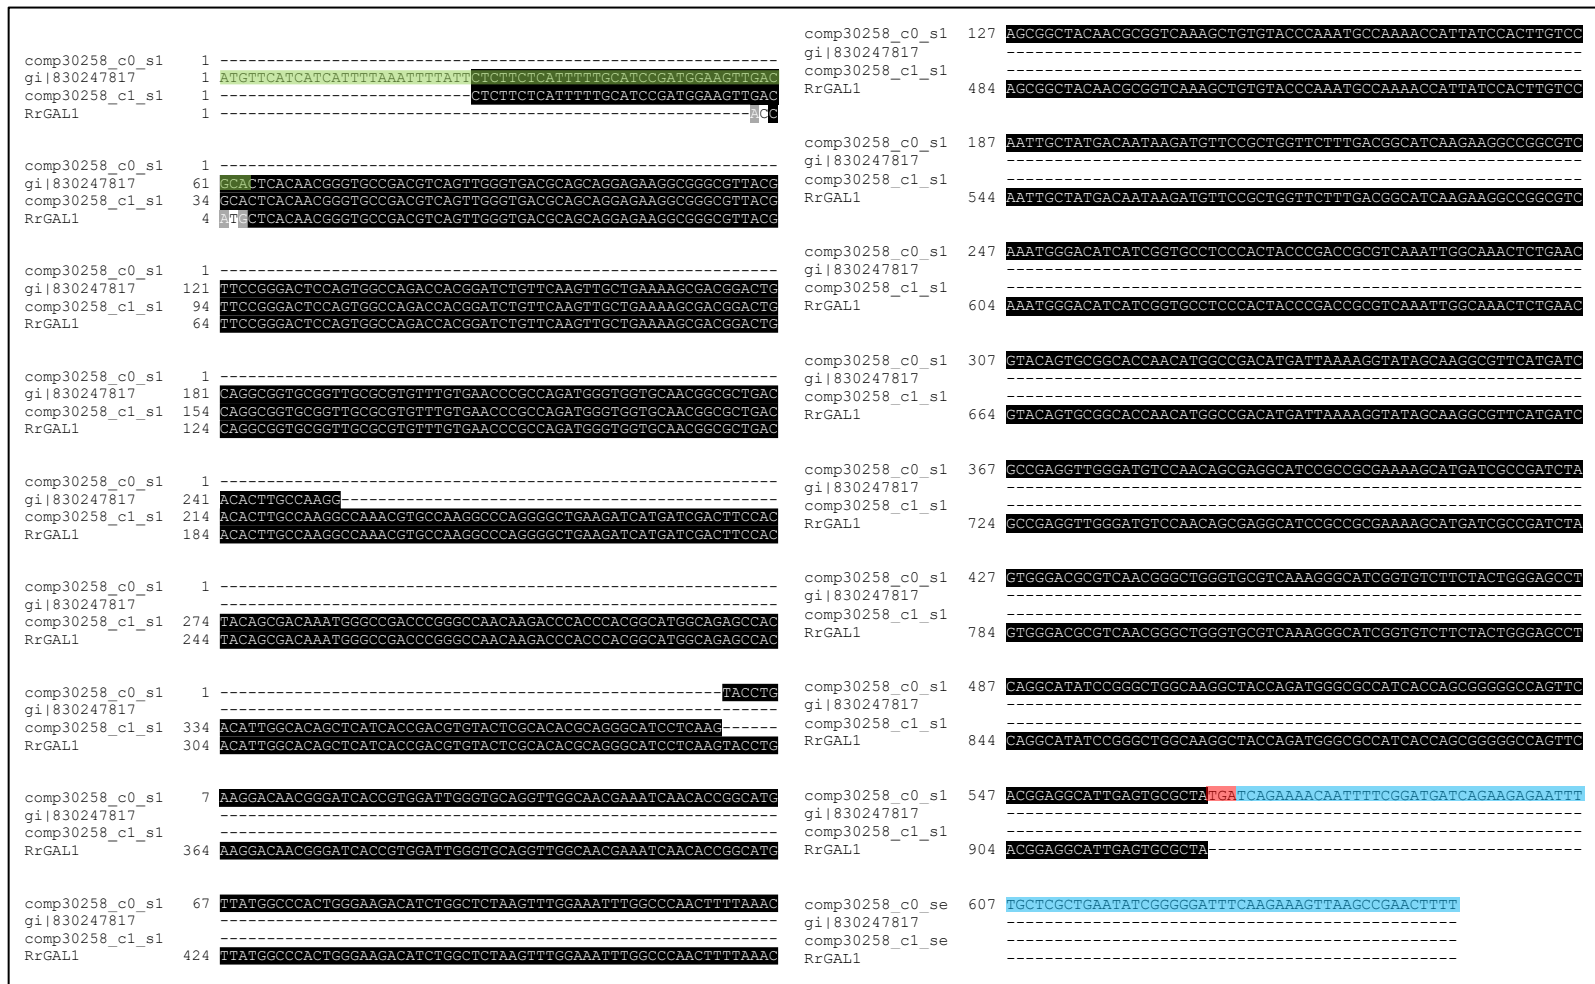 comp30258_c0_s1 1 ------------------------------------------------------------
gi|830247817 1 ATGTTCATCATCATTTTAAATTTTATTCTCTTCTCATTTTTGCATCCGATGGAAGTTGAC
comp30258_c1_s1 1 ---------------------------CTCTTCTCATTTTTGCATCCGATGGAAGTTGAC
RrGAL1 1 ---------------------------------------------------------ACC
comp30258_c0_s1 1 ------------------------------------------------------------
gi|830247817 61 GCACTCACAACGGGTGCCGACGTCAGTTGGGTGACGCAGCAGGAGAAGGCGGGCGTTACG
comp30258_c1_s1 34 GCACTCACAACGGGTGCCGACGTCAGTTGGGTGACGCAGCAGGAGAAGGCGGGCGTTACG
RrGAL1 4 ATGCTCACAACGGGTGCCGACGTCAGTTGGGTGACGCAGCAGGAGAAGGCGGGCGTTACG
comp30258_c0_s1 1 ------------------------------------------------------------
gi|830247817 121 TTCCGGGACTCCAGTGGCCAGACCACGGATCTGTTCAAGTTGCTGAAAAGCGACGGACTG
comp30258_c1_s1 94 TTCCGGGACTCCAGTGGCCAGACCACGGATCTGTTCAAGTTGCTGAAAAGCGACGGACTG
RrGAL1 64 TTCCGGGACTCCAGTGGCCAGACCACGGATCTGTTCAAGTTGCTGAAAAGCGACGGACTG
comp30258_c0_s1 1 ------------------------------------------------------------
gi|830247817 181 CAGGCGGTGCGGTTGCGCGTGTTTGTGAACCCGCCAGATGGGTGGTGCAACGGCGCTGAC
comp30258_c1_s1 154 CAGGCGGTGCGGTTGCGCGTGTTTGTGAACCCGCCAGATGGGTGGTGCAACGGCGCTGAC
RrGAL1 124 CAGGCGGTGCGGTTGCGCGTGTTTGTGAACCCGCCAGATGGGTGGTGCAACGGCGCTGAC
comp30258_c0_s1 1 ------------------------------------------------------------
gi|830247817 241 ACACTTGCCAAGG-----------------------------------------------
comp30258_c1_s1 214 ACACTTGCCAAGGCCAAACGTGCCAAGGCCCAGGGGCTGAAGATCATGATCGACTTCCAC
RrGAL1 184 ACACTTGCCAAGGCCAAACGTGCCAAGGCCCAGGGGCTGAAGATCATGATCGACTTCCAC
comp30258_c0_s1 1 ------------------------------------------------------------
gi|830247817 ------------------------------------------------------------
comp30258_c1_s1 274 TACAGCGACAAATGGGCCGACCCGGGCCAACAAGACCCACCCACGGCATGGCAGAGCCAC
RrGAL1 244 TACAGCGACAAATGGGCCGACCCGGGCCAACAAGACCCACCCACGGCATGGCAGAGCCAC
comp30258_c0_s1 1 ------------------------------------------------------TACCTG
gi|830247817 ------------------------------------------------------------
comp30258_c1_s1 334 ACATTGGCACAGCTCATCACCGACGTGTACTCGCACACGCAGGGCATCCTCAAG------
RrGAL1 304 ACATTGGCACAGCTCATCACCGACGTGTACTCGCACACGCAGGGCATCCTCAAGTACCTG
comp30258_c0_s1 7 AAGGACAACGGGATCACCGTGGATTGGGTGCAGGTTGGCAACGAAATCAACACCGGCATG
gi|830247817 ------------------------------------------------------------
comp30258_c1_s1 ------------------------------------------------------------
RrGAL1 364 AAGGACAACGGGATCACCGTGGATTGGGTGCAGGTTGGCAACGAAATCAACACCGGCATG
comp30258_c0_s1 67 TTATGGCCCACTGGGAAGACATCTGGCTCTAAGTTTGGAAATTTGGCCCAACTTTTAAAC
gi|830247817 ------------------------------------------------------------
comp30258_c1_s1 ------------------------------------------------------------
RrGAL1 424 TTATGGCCCACTGGGAAGACATCTGGCTCTAAGTTTGGAAATTTGGCCCAACTTTTAAAC
comp30258_c0_s1 127 AGCGGCTACAACGCGGTCAAAGCTGTGTACCCAAATGCCAAAACCATTATCCACTTGTCC
gi|830247817 ------------------------------------------------------------
comp30258_c1_s1 ------------------------------------------------------------
RrGAL1 484 AGCGGCTACAACGCGGTCAAAGCTGTGTACCCAAATGCCAAAACCATTATCCACTTGTCC
comp30258_c0_s1 187 AATTGCTATGACAATAAGATGTTCCGCTGGTTCTTTGACGGCATCAAGAAGGCCGGCGTC
gi|830247817 ------------------------------------------------------------
comp30258_c1_s1 ------------------------------------------------------------
RrGAL1 544 AATTGCTATGACAATAAGATGTTCCGCTGGTTCTTTGACGGCATCAAGAAGGCCGGCGTC
comp30258_c0_s1 247 AAATGGGACATCATCGGTGCCTCCCACTACCCGACCGCGTCAAATTGGCAAACTCTGAAC
gi|830247817 ------------------------------------------------------------
comp30258_c1_s1 ------------------------------------------------------------
RrGAL1 604 AAATGGGACATCATCGGTGCCTCCCACTACCCGACCGCGTCAAATTGGCAAACTCTGAAC
comp30258_c0_s1 307 GTACAGTGCGGCACCAACATGGCCGACATGATTAAAAGGTATAGCAAGGCGTTCATGATC
gi|830247817 ------------------------------------------------------------
comp30258_c1_s1 ------------------------------------------------------------
RrGAL1 664 GTACAGTGCGGCACCAACATGGCCGACATGATTAAAAGGTATAGCAAGGCGTTCATGATC
comp30258_c0_s1 367 GCCGAGGTTGGGATGTCCAACAGCGAGGCATCCGCCGCGAAAAGCATGATCGCCGATCTA
gi|830247817 ------------------------------------------------------------
comp30258_c1_s1 ------------------------------------------------------------
RrGAL1 724 GCCGAGGTTGGGATGTCCAACAGCGAGGCATCCGCCGCGAAAAGCATGATCGCCGATCTA
comp30258_c0_s1 427 GTGGGACGCGTCAACGGGCTGGGTGCGTCAAAGGGCATCGGTGTCTTCTACTGGGAGCCT
gi|830247817 ------------------------------------------------------------
comp30258_c1_s1 ------------------------------------------------------------
RrGAL1 784 GTGGGACGCGTCAACGGGCTGGGTGCGTCAAAGGGCATCGGTGTCTTCTACTGGGAGCCT
comp30258_c0_s1 487 CAGGCATATCCGGGCTGGCAAGGCTACCAGATGGGCGCCATCACCAGCGGGGGCCAGTTC
gi|830247817 ------------------------------------------------------------
comp30258_c1_s1 ------------------------------------------------------------
RrGAL1 844 CAGGCATATCCGGGCTGGCAAGGCTACCAGATGGGCGCCATCACCAGCGGGGGCCAGTTC
comp30258_c0_s1 547 ACGGAGGCATTGAGTGCGCTATGATCAGAAAACAATTTTCGGATGATCAGAAGAGAATTT
gi|830247817 ------------------------------------------------------------
comp30258_c1_s1 ------------------------------------------------------------
RrGAL1 904 ACGGAGGCATTGAGTGCGCTA---------------------------------------
comp30258_c0_se 607 TGCTCGCTGAATATCGGGGGATTTCAAGAAAGTTAAGCCGAACTTTT
gi|830247817 -----------------------------------------------
comp30258_c1_se -----------------------------------------------
RrGAL1 -----------------------------------------------